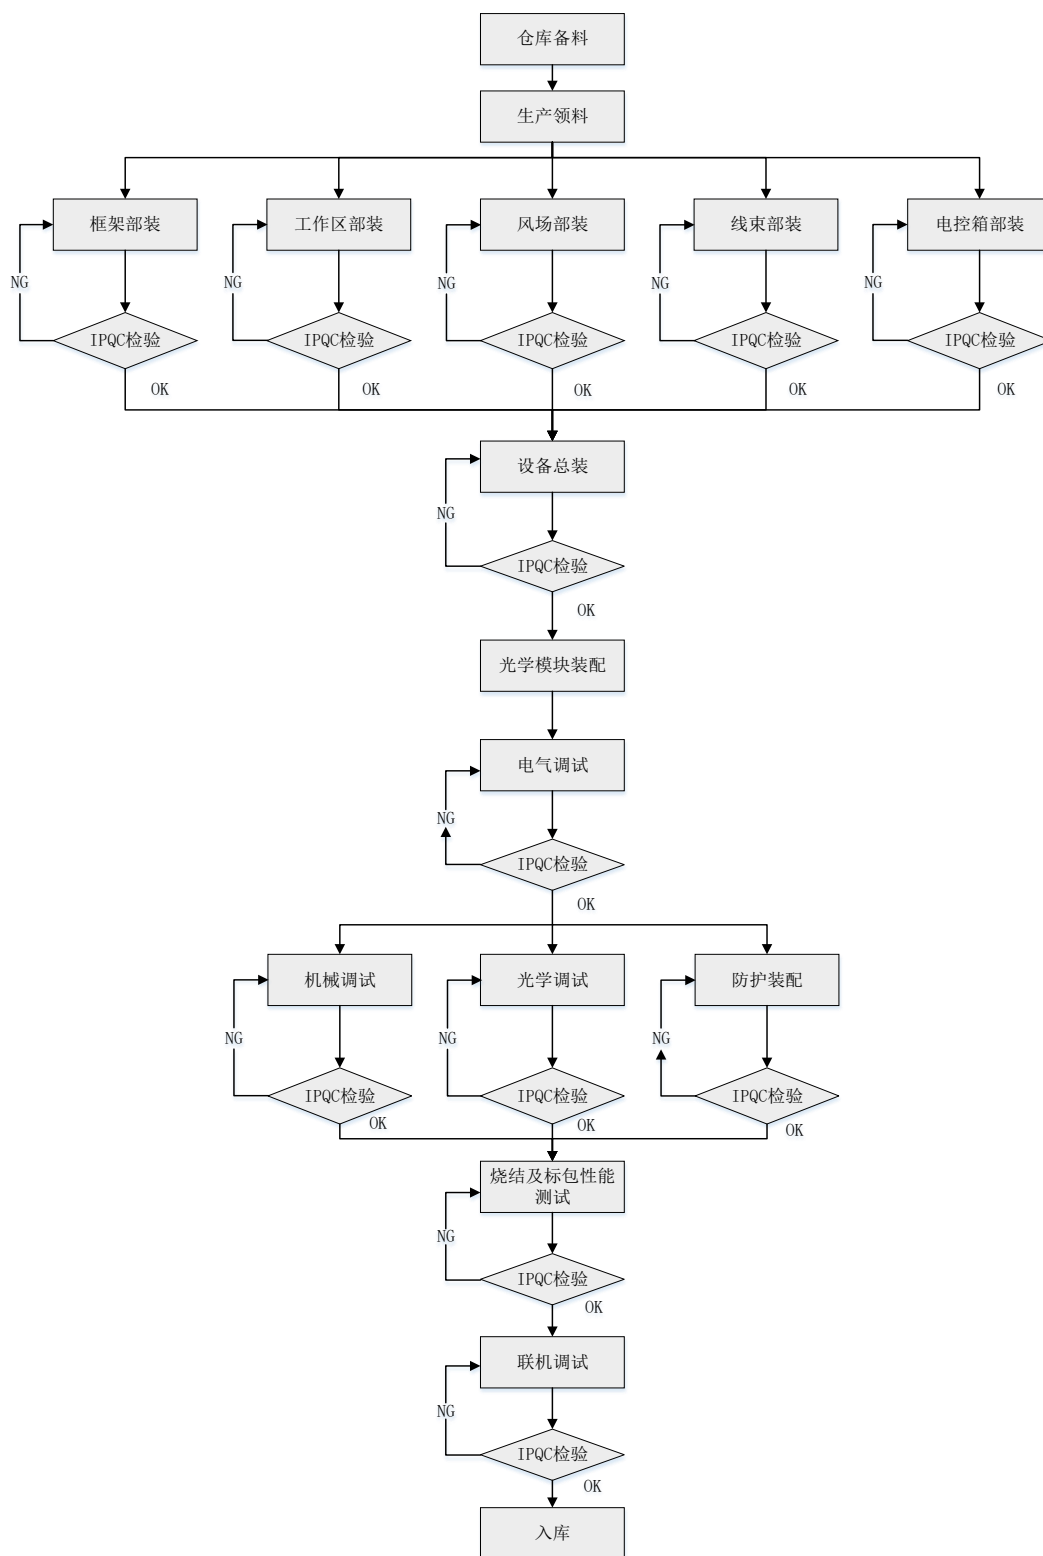 仓库备料
生产领料
框架部装
工作区部装
风场部装
线束部装
电控箱部装
NG
NG
NG
NG
NG
IPQC检验
IPQC检验
IPQC检验
IPQC检验
IPQC检验
OK
OK
OK
OK
OK
设备总装
NG
IPQC检验
OK
光学模块装配
电气调试
NG
IPQC检验
OK
机械调试
光学调试
防护装配
NG
NG
NG
IPQC检验
IPQC检验
IPQC检验
OK
OK
OK
烧结及标包性能
测试
NG
IPQC检验
OK
联机调试
NG
IPQC检验
OK
入库